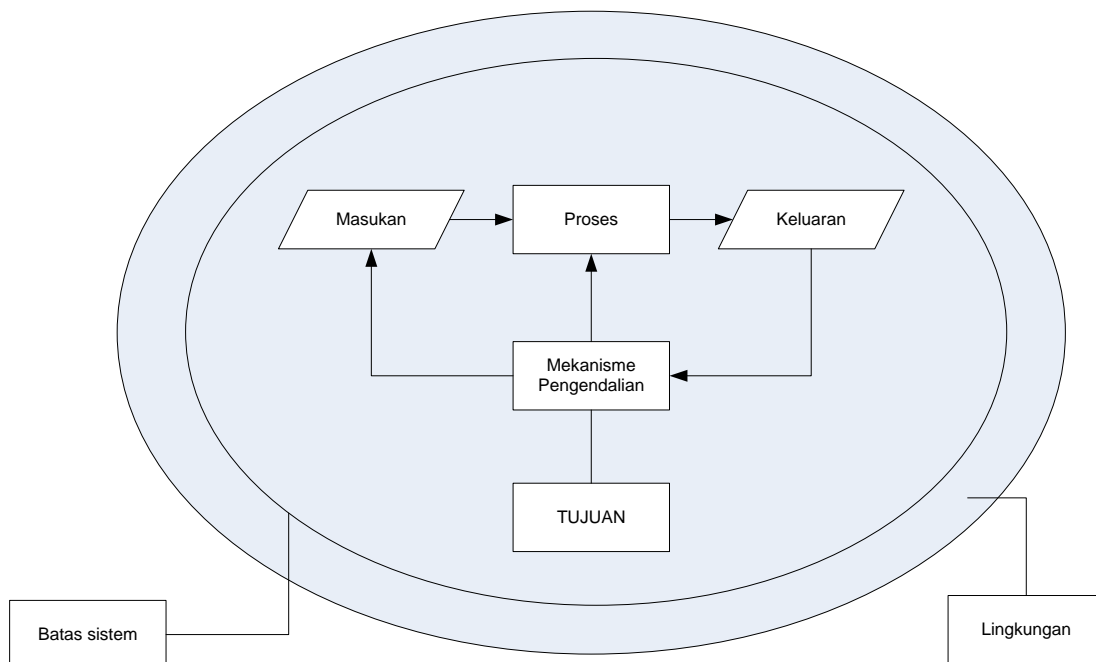 Masukan
Proses
Keluaran
Mekanisme
Pengendalian
TUJUAN
Batas sistem
Lingkungan